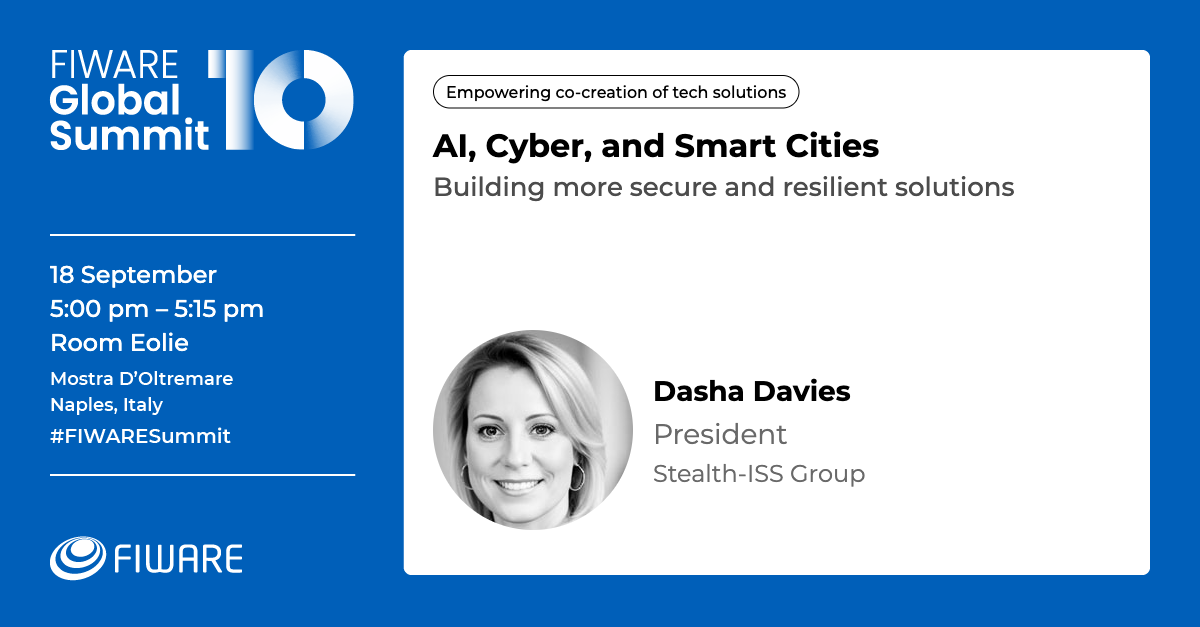 FIWARE
Global
Summit 10
18 September
5:00 pm – 5:15 pm
Room Eolie
Mostra D’Oltremare
Naples, Italy
#FIWARESummit
FIWARE
Empowering co-creation of tech solutions
AI, Cyber, and Smart Cities
Building more secure and resilient solutions
Dasha Davies
President
Stealth-ISS Group